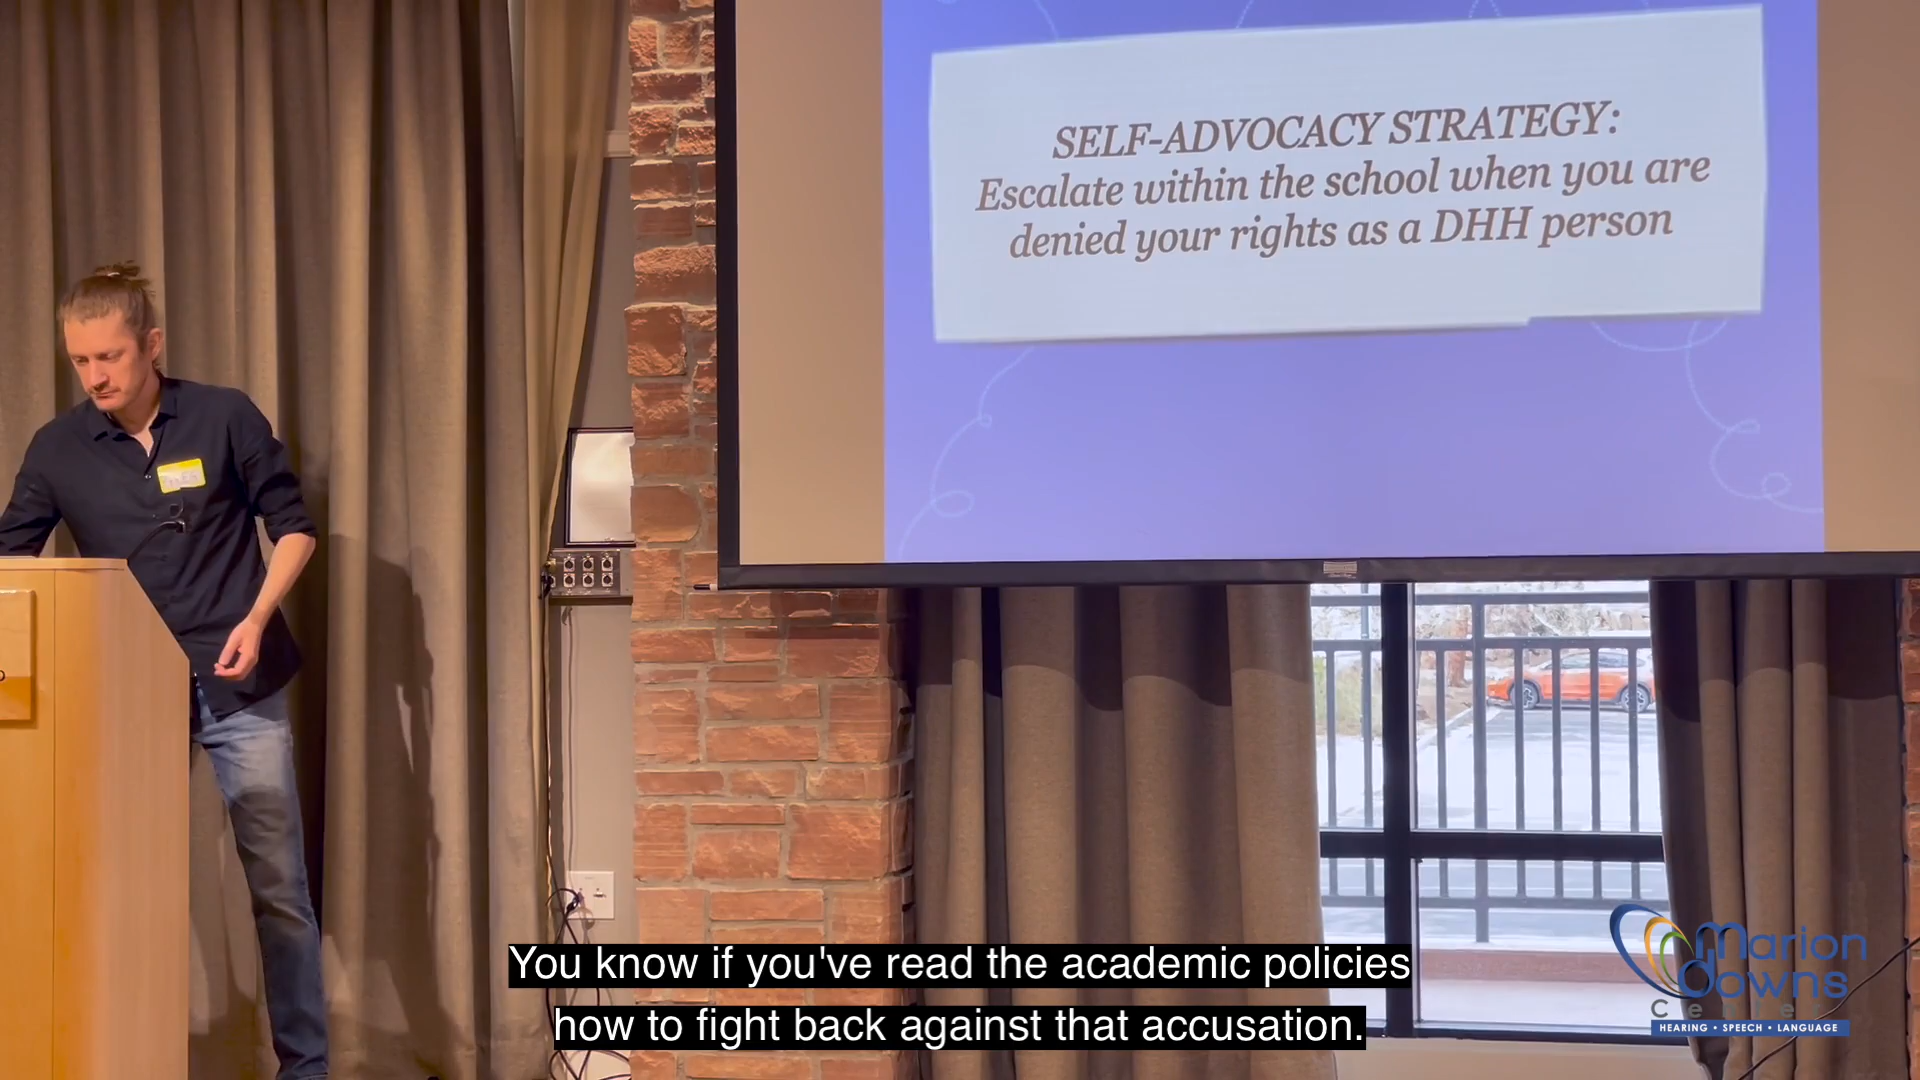 SELF-ADVOCACY STRATEGY:
Escalate within the school when you are
denied your rights as a DHH person
You know if you've read the academic policies
how to fight back against that accusation.
marion
downs
Center
HEARING • SPEECH • LANGUAGE